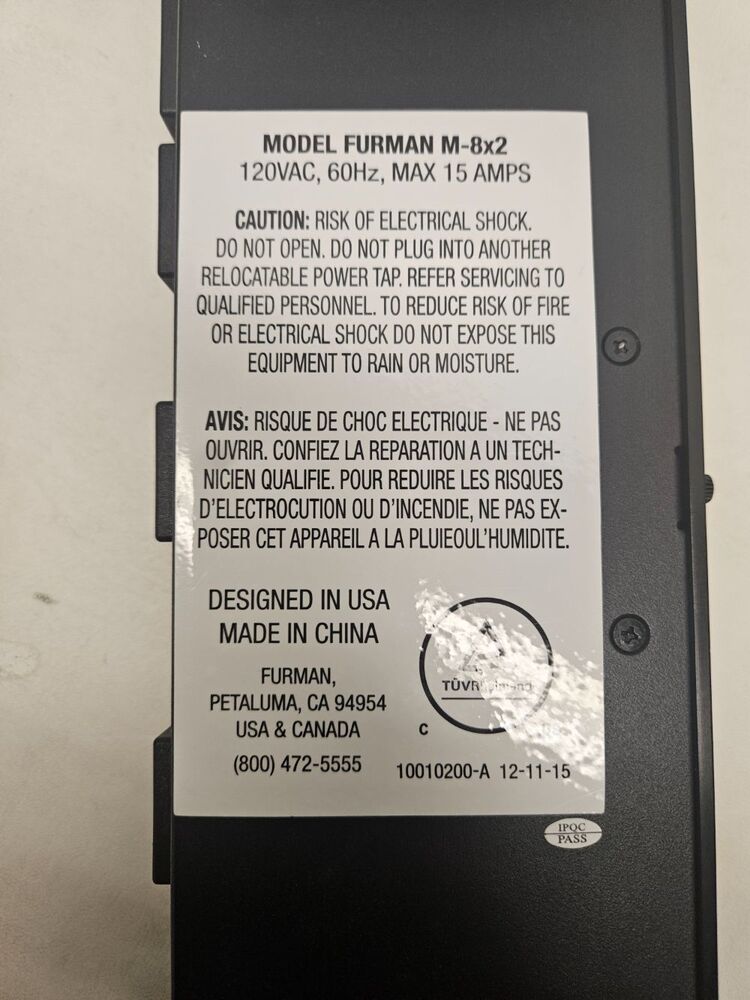 MODEL FURMAN M-8x2
120VAC, 60Hz, MAX 15 AMPS
CAUTION: RISK OF ELECTRICAL SHOCK.
DO NOT OPEN. DO NOT PLUG INTO ANOTHER
RELOCATABLE POWER TAP. REFER SERVICING TO
QUALIFIED PERSONNEL. TO REDUCE RISK OF FIRE
OR ELECTRICAL SHOCK DO NOT EXPOSE THIS
EQUIPMENT TO RAIN OR MOISTURE.
AVIS: RISQUE DE CHOC ELECTRIQUE - NE PAS
OUVRIR. CONFIEZ LA REPARATION A UN TECH-
NICIEN QUALIFIE. POUR REDUIRE LES RISQUES
D'ELECTROCUTION OU D'INCENDIE, NE PAS EX-
POSER CET APPAREIL A LA PLUIEOUL'HUMIDITE.
DESIGNED IN USA
MADE IN CHINA
FURMAN,
PETALUMA, CA 94954
USA & CANADA
(800) 472-5555
C
10010200-A 12-11-15
IPQC
PASS